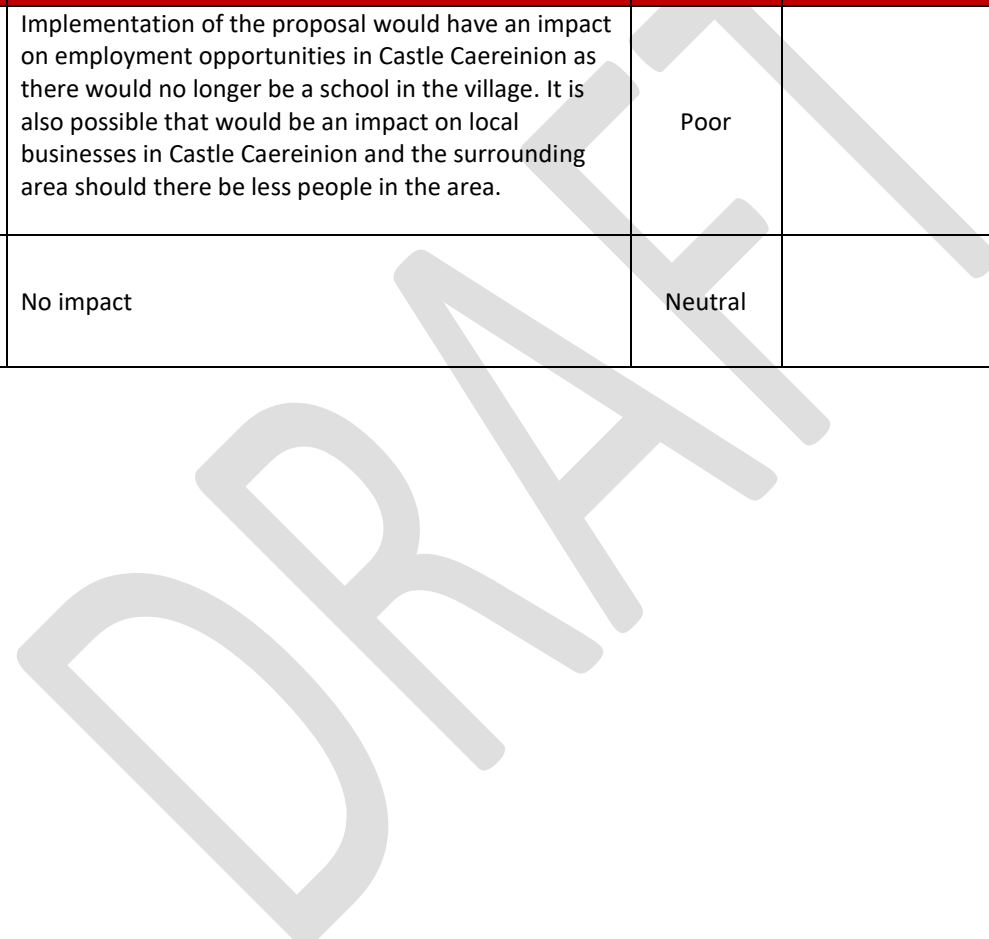 Implementation of the proposal would have an impact
on employment opportunities in Castle Caereinion as
there would no longer be a school in the village. It is
also possible that would be an impact on local
businesses in Castle Caereinion and the surrounding
area should there be less people in the area.
Poor
No impact
Neutral
DRAFT